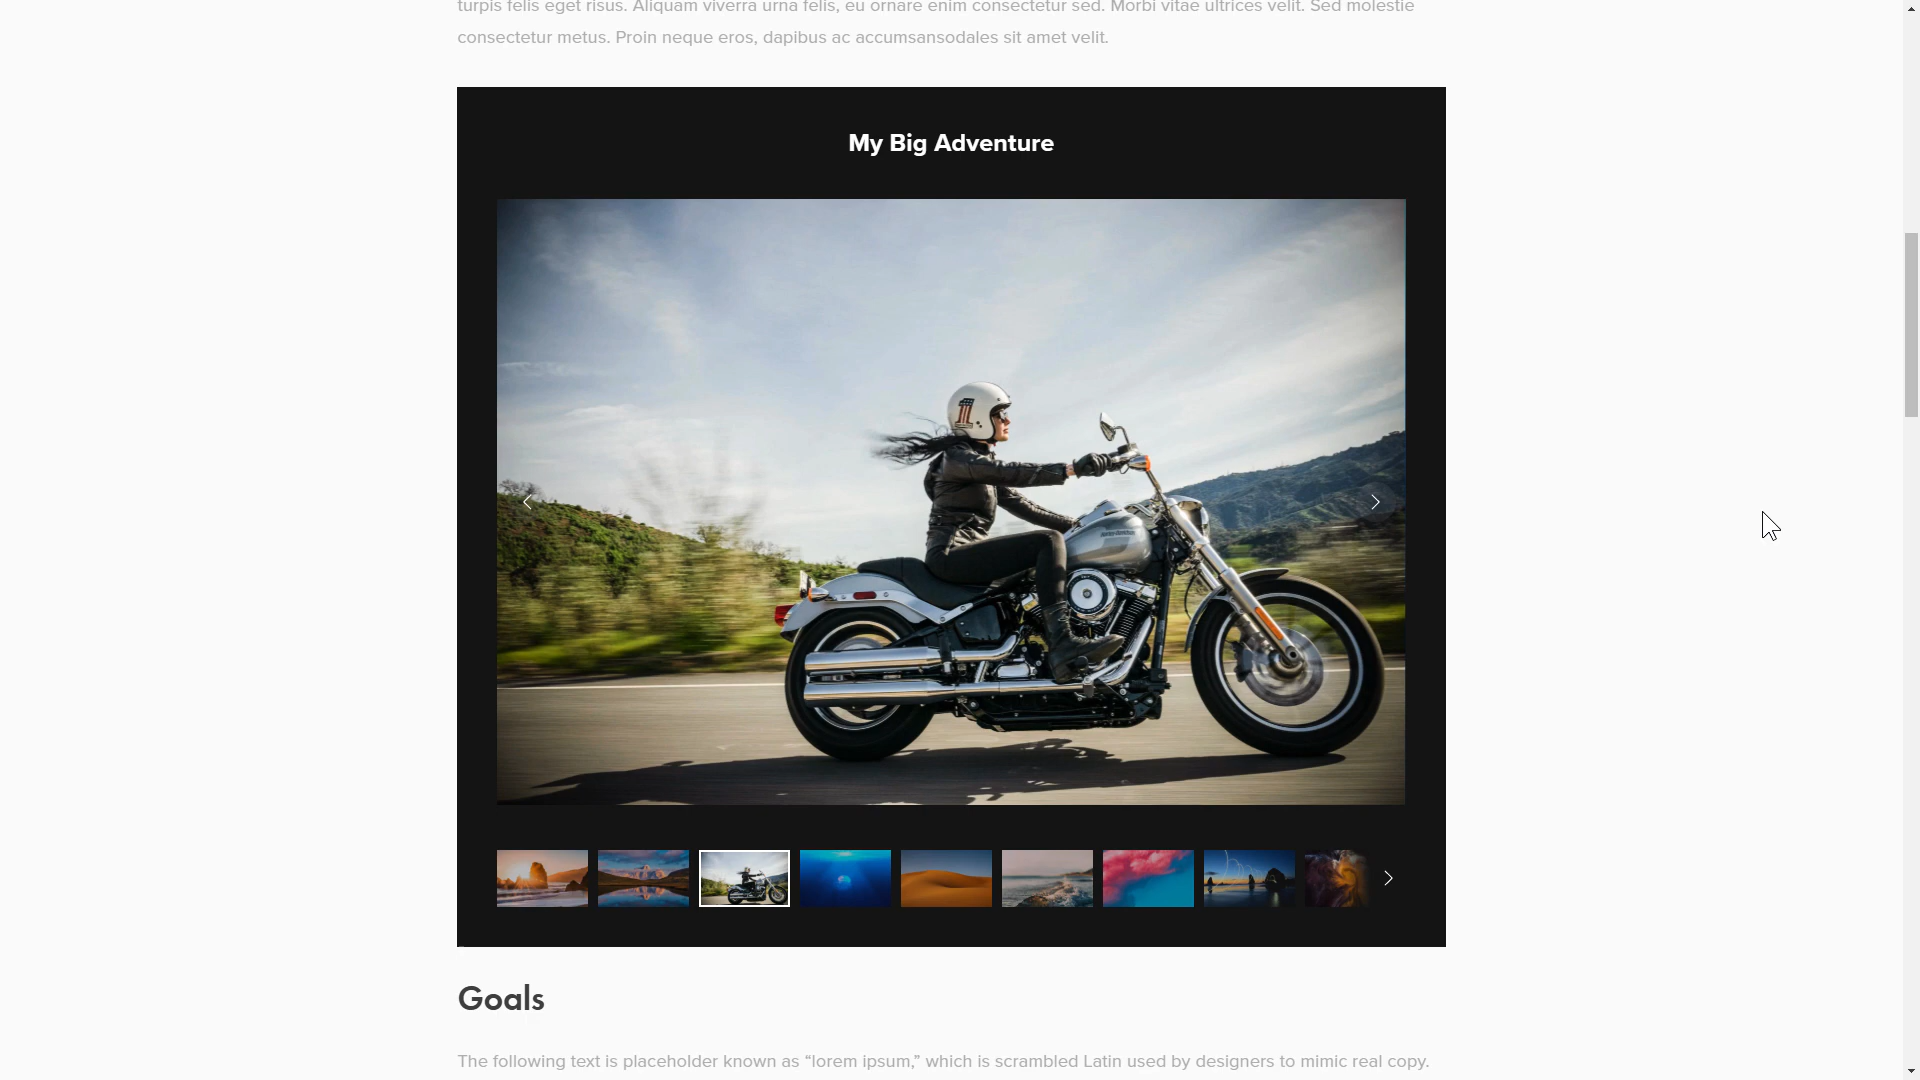 turpis felis eget risus. Aliquam viverra urna felis, eu ornare enim consectetur sed. Morbi vitae ultrices velit. Sed molestie
consectetur metus. Proin neque eros, dapibus ac accumsansodales sit amet velit.
My Big Adventure
1
Goals
The following text is placeholder known as “lorem ipsum,” which is scrambled Latin used by designers to mimic real copy.